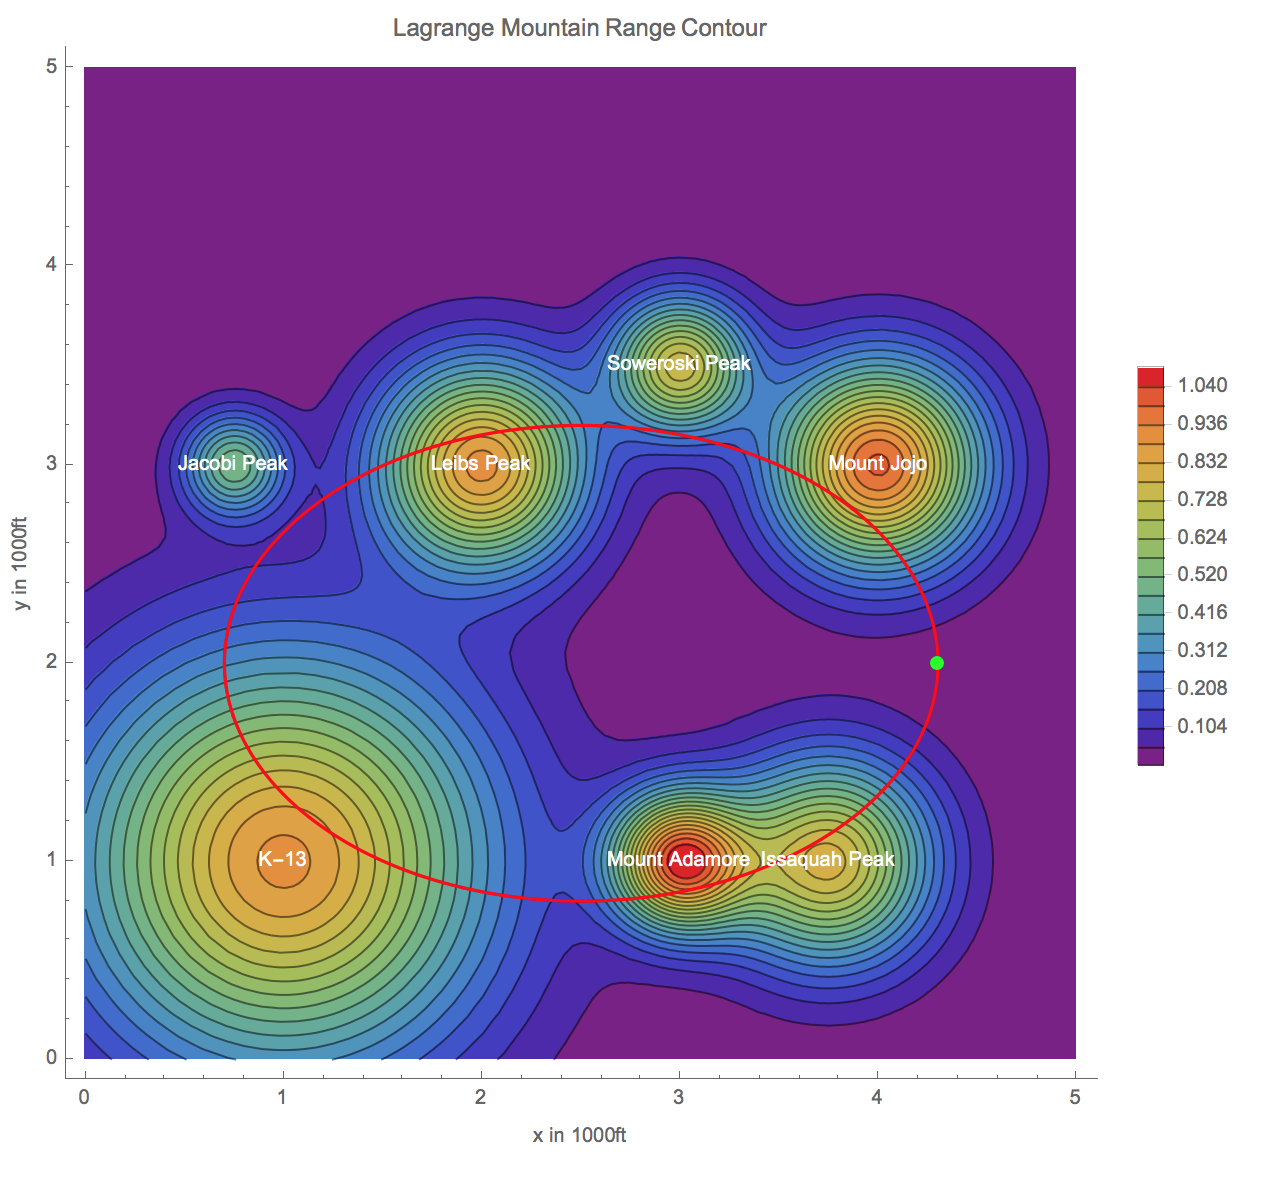 Lagrange Mountain Range Contour
5
4
3
2
1
0
y in 1000ft
Soweroski Peak
Jacobi Peak
Leibs Peak
Mount Jojo
K-13
Mount Adamore
Issaquah Peak
0 1 2 3 4 5
x in 1000ft
1.040
0.936
0.832
0.728
0.624
0.520
0.416
0.312
0.208
0.104